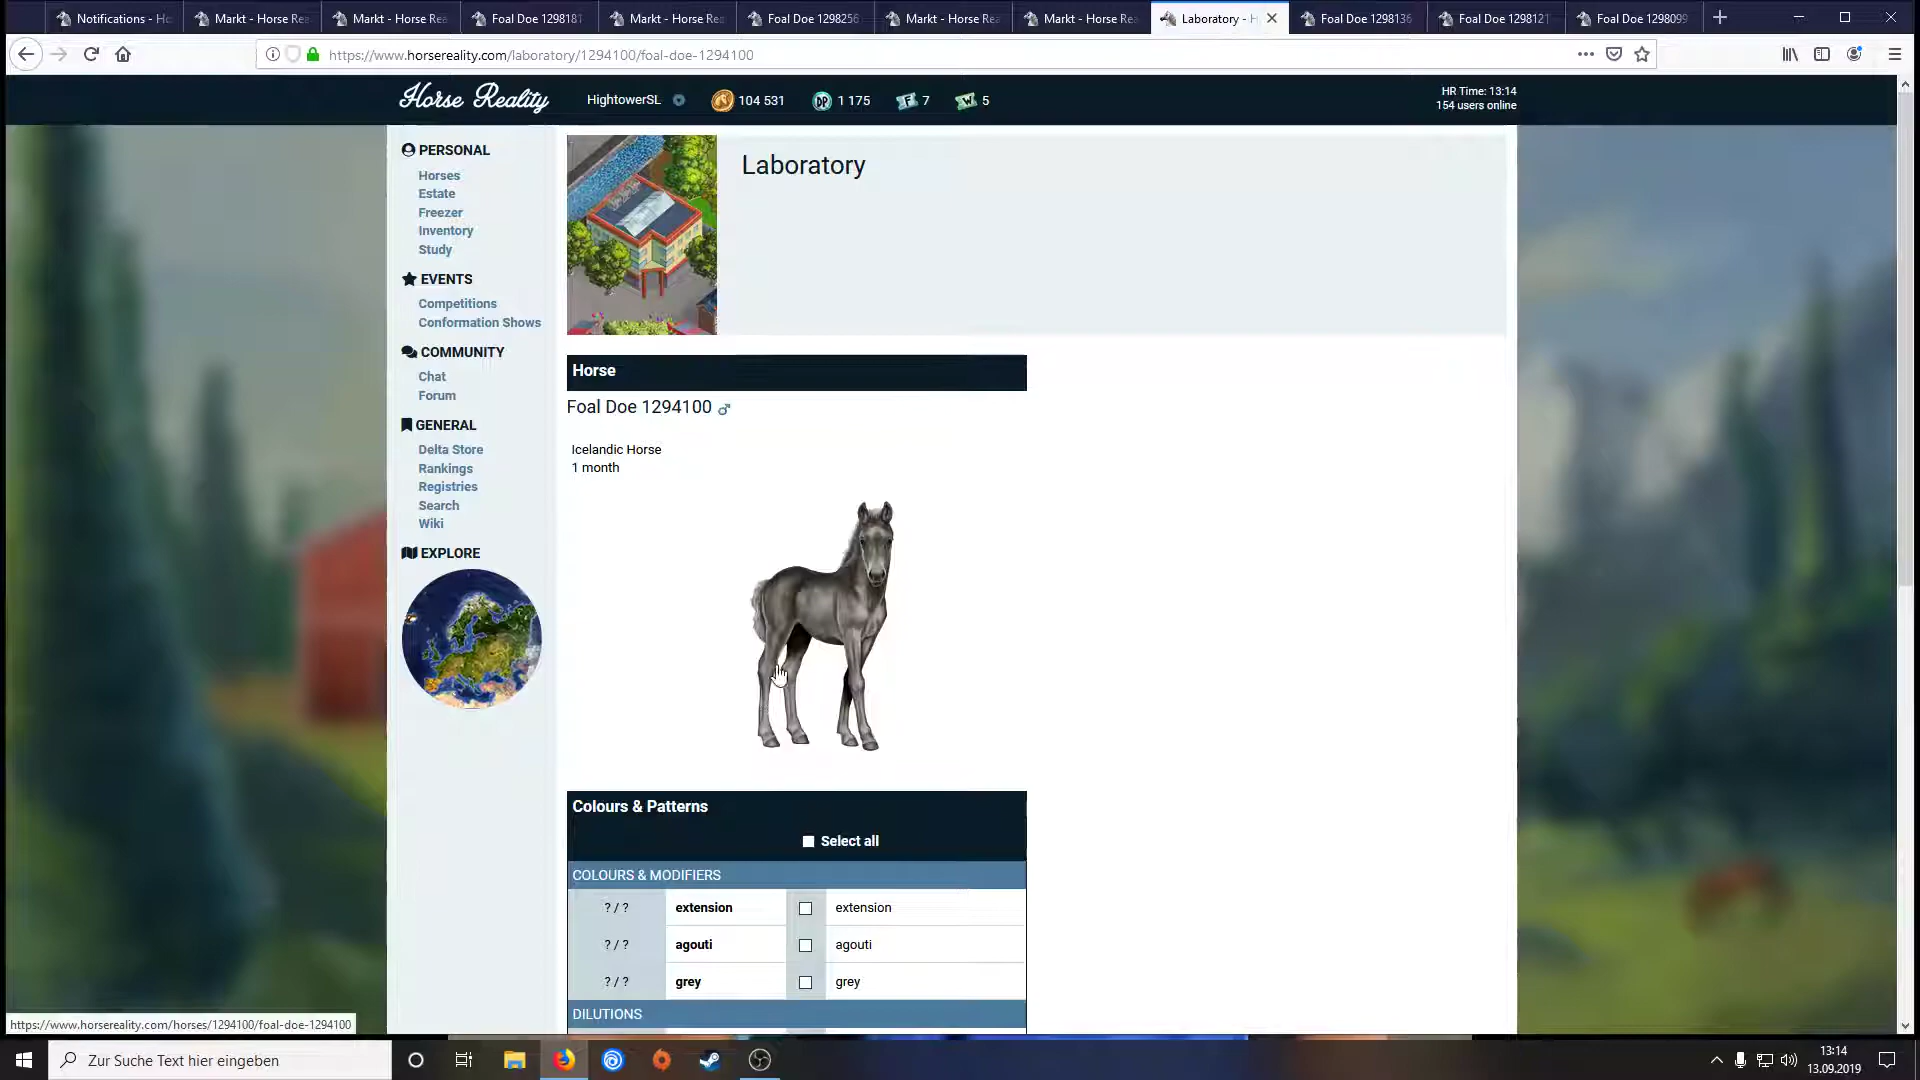 Notifications - Ho
Markt - Horse Rea
Markt - Horse Rea
Foal Doe 1298181
Markt - Horse Rea
Foal Doe 1298256
Markt - Horse Rea
Markt - Horse Rea
Laboratory - H
Foal Doe 1298136
Foal Doe 1298121
Foal Doe 1298099
https://www.horsereality.com/laboratory/1294100/foal-doe-1294100
Horse Reality
HightowerSL
104 531
DP
1 175
F
7
W
5
HR Time: 13:14
154 users online
PERSONAL
Horses
Estate
Freezer
Inventory
Study
EVENTS
Competitions
Conformation Shows
COMMUNITY
Chat
Forum
GENERAL
Delta Store
Rankings
Registries
Search
Wiki
EXPLORE
Laboratory
Horse
Foal Doe 1294100 ♂
Icelandic Horse
1 month
Colours & Patterns
Select all
COLOURS & MODIFIERS
? / ? extension extension
? / ? agouti agouti
? / ? grey grey
DILUTIONS
https://www.horsereality.com/horses/1294100/foal-doe-1294100
Zur Suche Text hier eingeben
13:14
13.09.2019